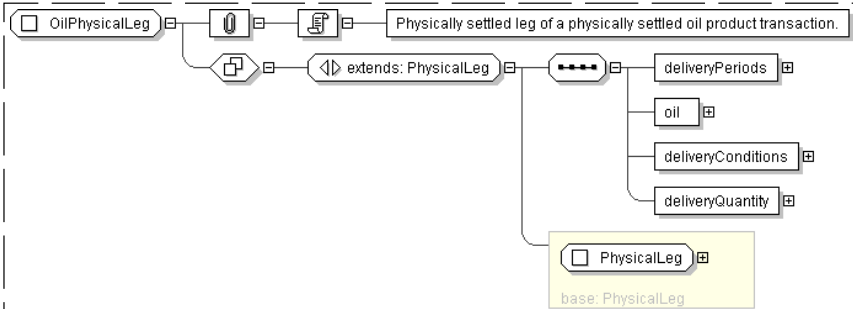 OilPhysicalLeg
Physically settled leg of a physically settled oil product transaction.
extends: PhysicalLeg
deliveryPeriods
oil
deliveryConditions
deliveryQuantity
PhysicalLeg
base: PhysicalLeg